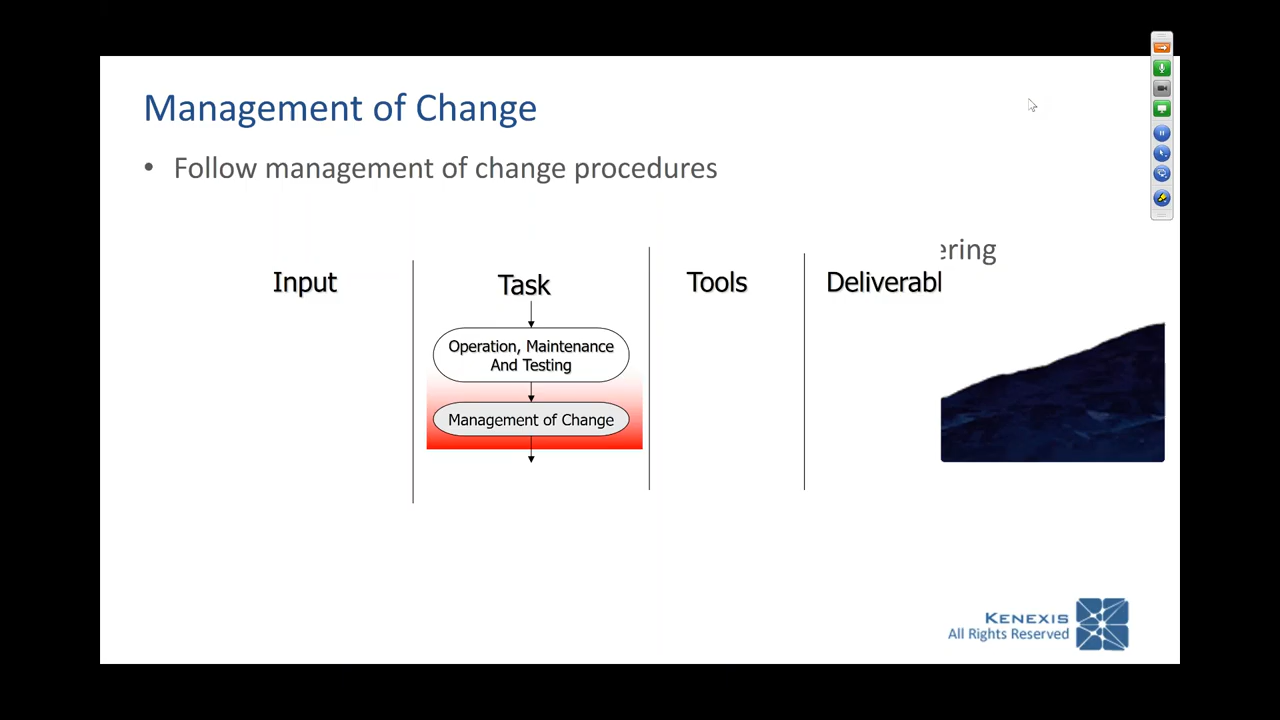 Management of Change
• Follow management of change procedures
ering
Input
Task
Tools
Deliverabl
Operation, Maintenance
And Testing
Management of Change
KENEXIS
All Rights Reserved